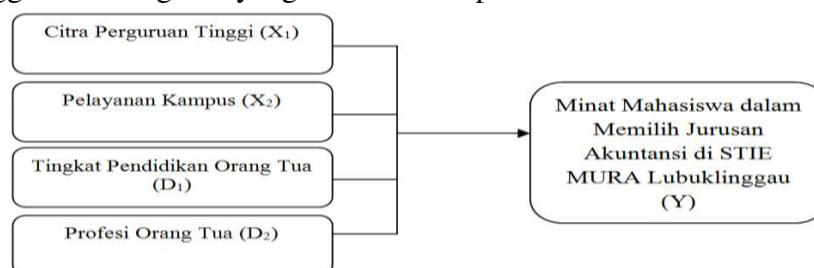 Citra Perguruan Tinggi (X₁)
Pelayanan Kampus (X₂)
Tingkat Pendidikan Orang Tua
(D₁)
Profesi Orang Tua (D₂)
Minat Mahasiswa dalam
Memilih Jurusan
Akuntansi di STIE
MURA Lubuklinggau
(Y)